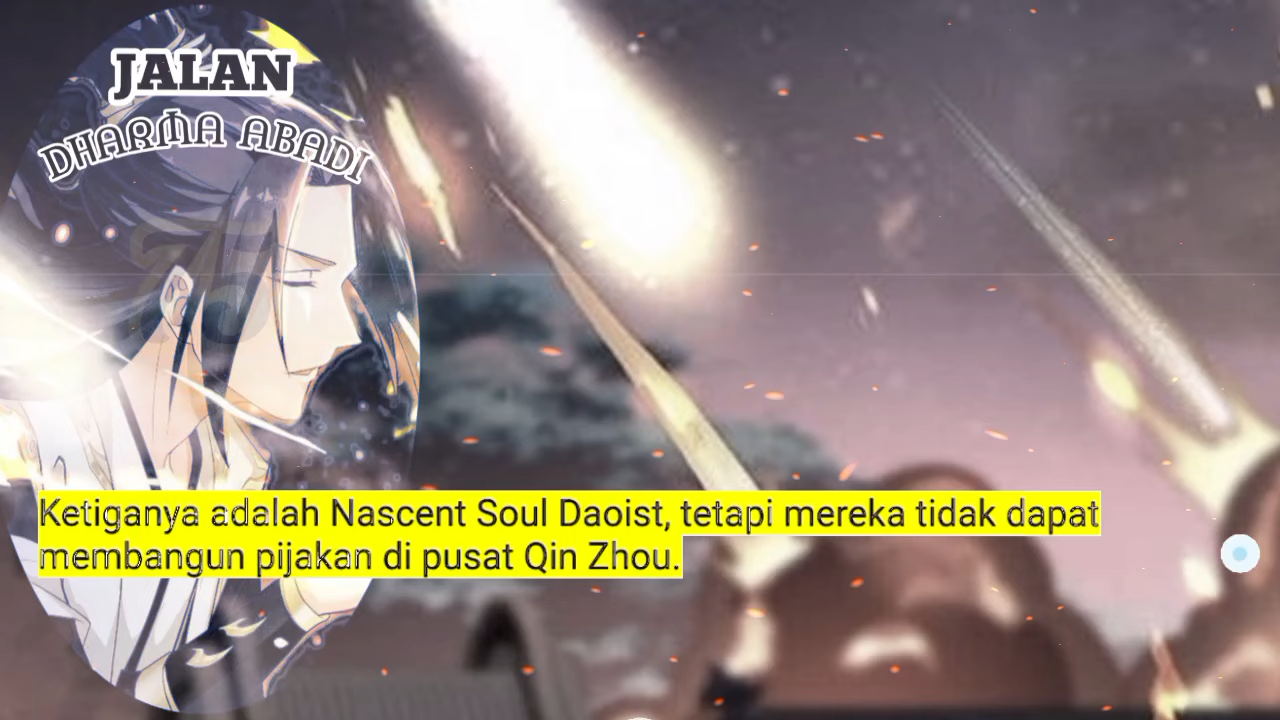 JALAN
DHARMA ABADI
Ketiganya adalah Nascent Soul Daoist, tetapi mereka tidak dapat
membangun pijakan di pusat Qin Zhou.